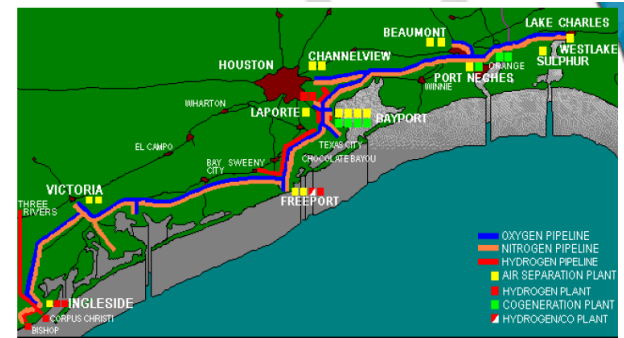 LAKE CHARLES
BEAUMONT
WESTLAKE
CHANNELVIEW
SULPHUR
HOUSTON
ORANGE
PORT NECHES
WINNIE
WHARTON
LAPORTE
BAYPORT
TEXAS CITY
EL CAMPO
CHOCOLATE BAYOU
BAY SWEENY
CITY
VICTORIA
FREEPORT
THREE
RIVERS
INGLESIDE
CORPUS CHRISTI
BISHOP
OXYGEN PIPELINE
NITROGEN PIPELINE
HYDROGEN PIPELINE
AIR SEPARATION PLANT
HYDROGEN PLANT
COGENERATION PLANT
HYDROGEN/CO PLANT